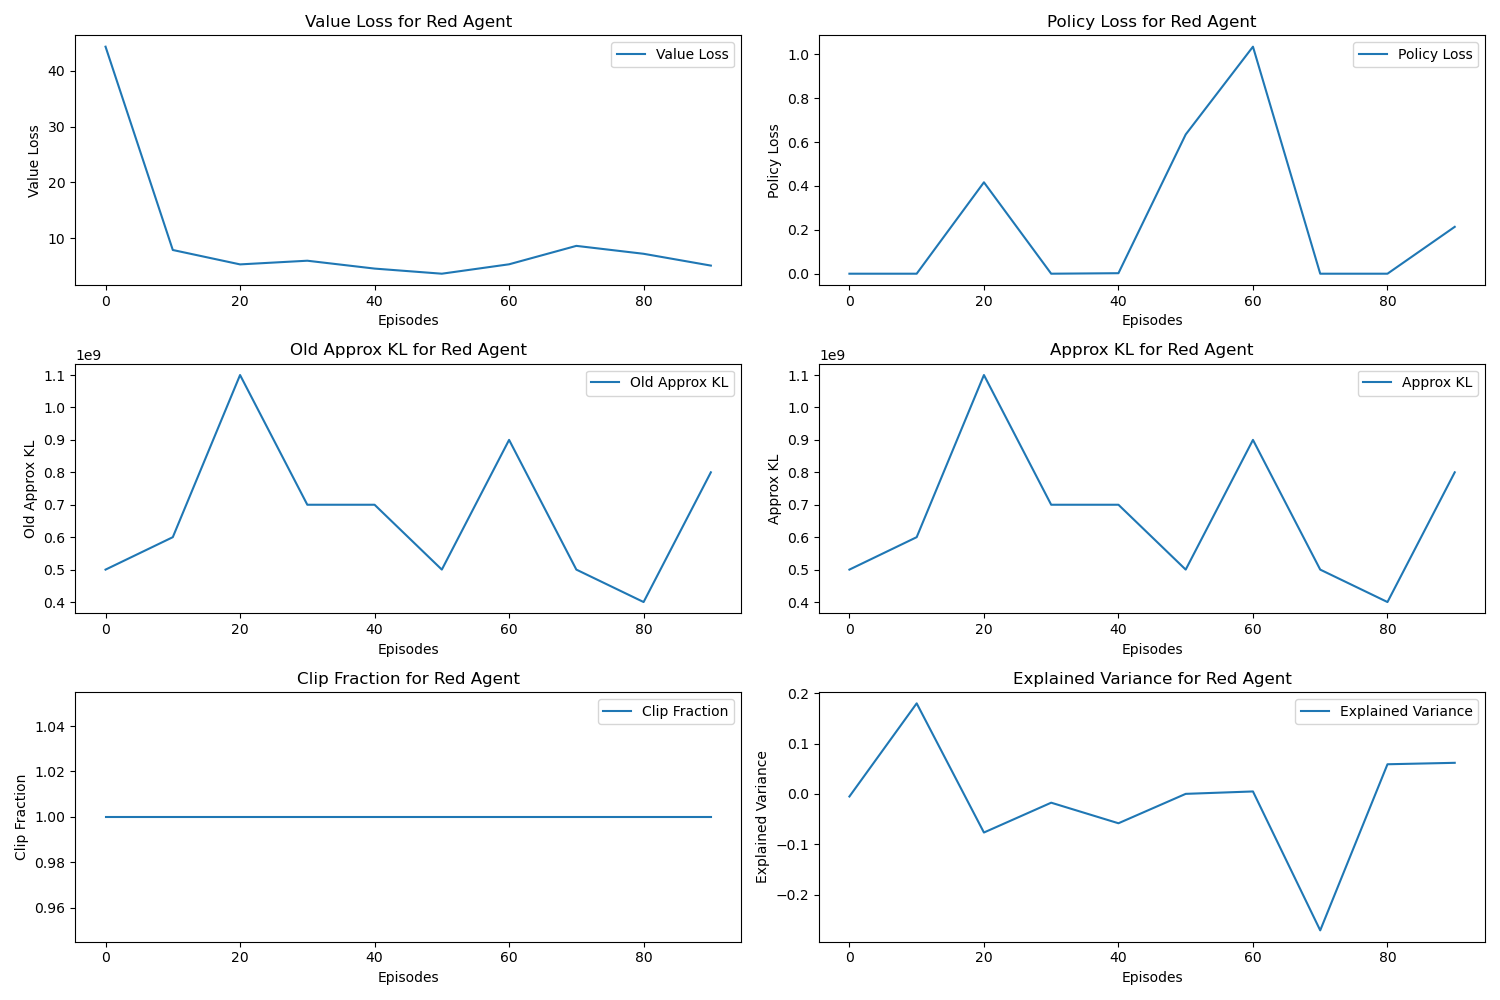 Value Loss for Red Agent
Value Loss
Value Loss
40
30
20
10
0 20 40 60 80
Episodes
Policy Loss for Red Agent
Policy Loss
Policy Loss
1.0
0.8
0.6
0.4
0.2
0.0
0 20 40 60 80
Episodes
Old Approx KL for Red Agent
1e9
Old Approx KL
Old Approx KL
1.1
1.0
0.9
0.8
0.7
0.6
0.5
0.4
0 20 40 60 80
Episodes
Approx KL for Red Agent
1e9
Approx KL
Approx KL
1.1
1.0
0.9
0.8
0.7
0.6
0.5
0.4
0 20 40 60 80
Episodes
Clip Fraction for Red Agent
Clip Fraction
Clip Fraction
1.04
1.02
1.00
0.98
0.96
0 20 40 60 80
Episodes
Explained Variance for Red Agent
Explained Variance
Explained Variance
0.2
0.1
0.0
−0.1
−0.2
0 20 40 60 80
Episodes